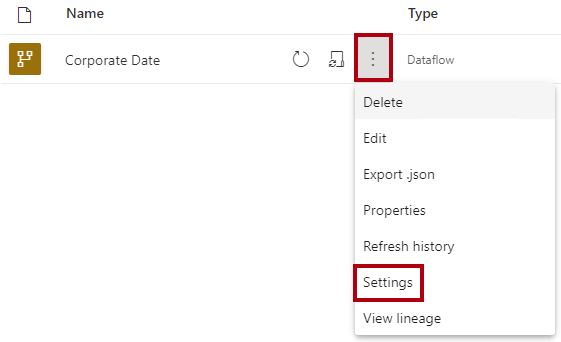 Name Type
Corporate Date Dataflow
Delete
Edit
Export .json
Properties
Refresh history
Settings
View lineage